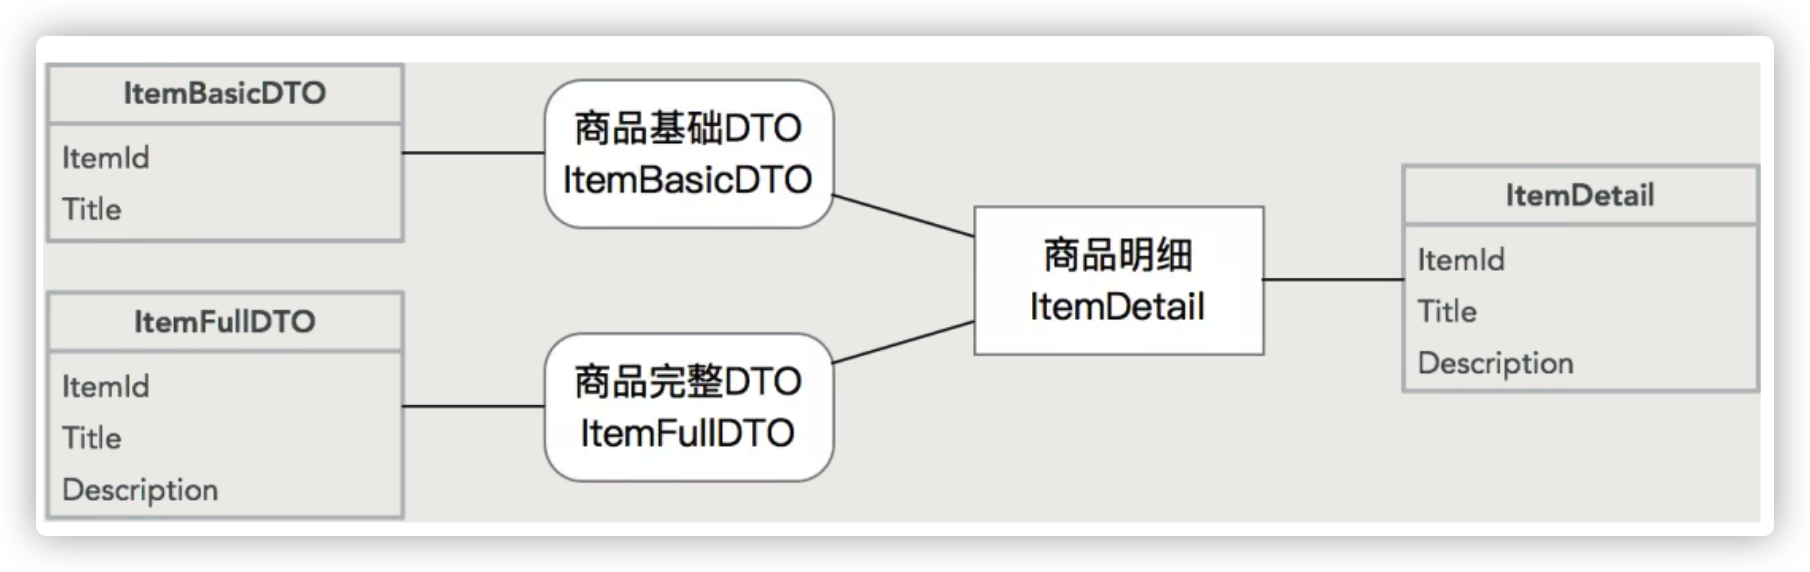 ItemBasicDTO
ItemId
Title
ItemFullDTO
ItemId
Title
Description
商品基础DTO
ItemBasicDTO
商品完整DTO
ItemFullDTO
商品明细
ItemDetail
ItemDetail
ItemId
Title
Description